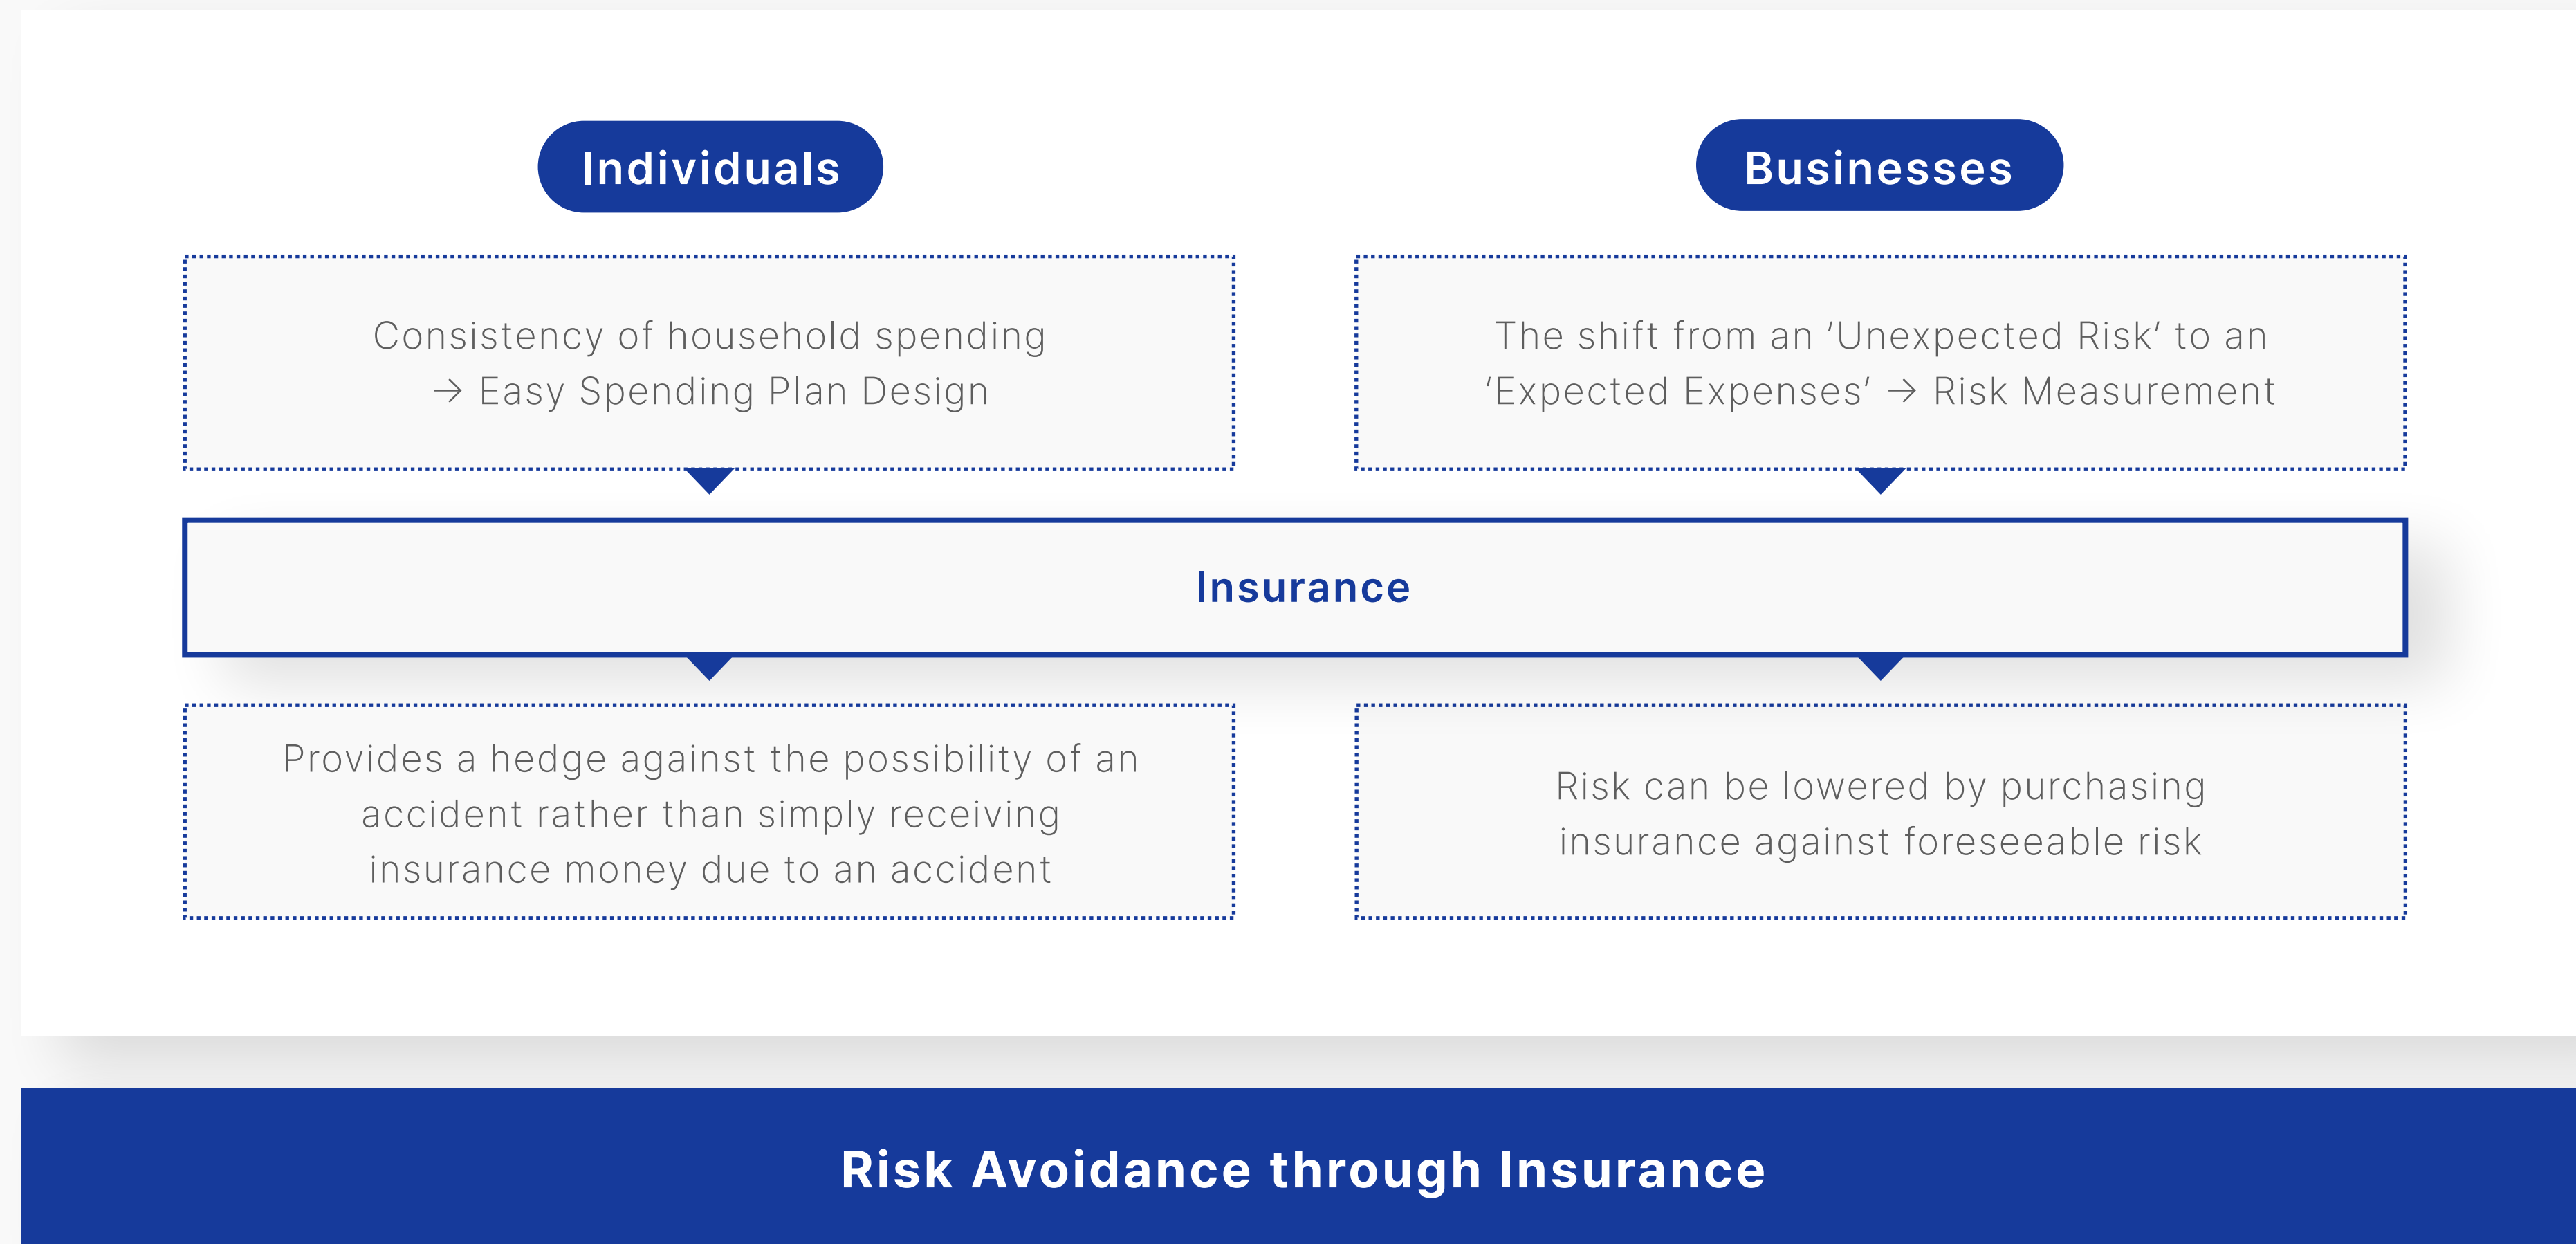 Individuals
Consistency of household spending
→ Easy Spending Plan Design
Businesses
The shift from an ‘Unexpected Risk’ to an
‘Expected Expenses’ → Risk Measurement
Insurance
Provides a hedge against the possibility of an
accident rather than simply receiving
insurance money due to an accident
Risk can be lowered by purchasing
insurance against foreseeable risk
Risk Avoidance through Insurance